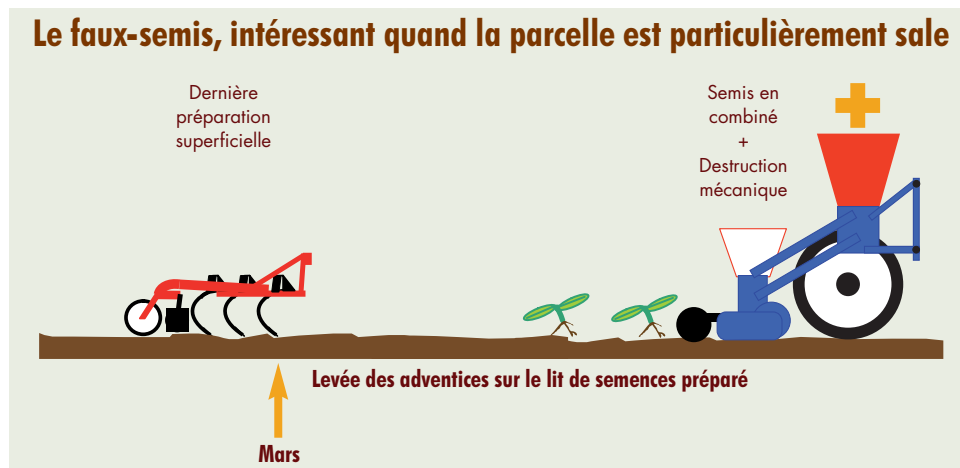 Le faux-semis, intéressant quand la parcelle est particulièrement sale
Dernière
préparation
superficielle
Semis en
combiné
+
Destruction
mécanique
Levée des adventices sur le lit de semences préparé
Mars